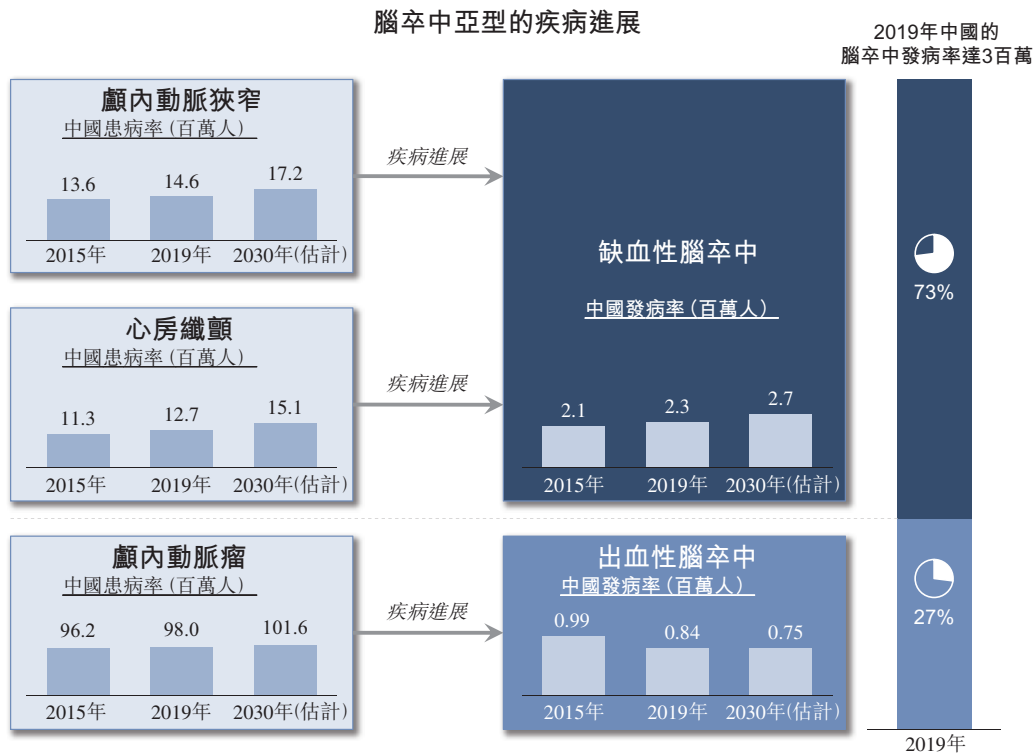 腦卒中亞型的疾病進展
2019年中國的
腦卒中發病率達3百萬
顱內動脈狹窄
中國患病率 (百萬人)
13.6
14.6
17.2
2015年
2019年
2030年(估計)
疾病進展
心房纖顫
中國患病率 (百萬人)
11.3
12.7
15.1
2015年
2019年
2030年(估計)
疾病進展
缺血性腦卒中
中國發病率 (百萬人)
2.1
2.3
2.7
2015年
2019年
2030年(估計)
73%
顱內動脈瘤
中國患病率 (百萬人)
96.2
98.0
101.6
2015年
2019年
2030年(估計)
疾病進展
出血性腦卒中
中國發病率 (百萬人)
0.99
0.84
0.75
2015年
2019年
2030年(估計)
27%
2019年